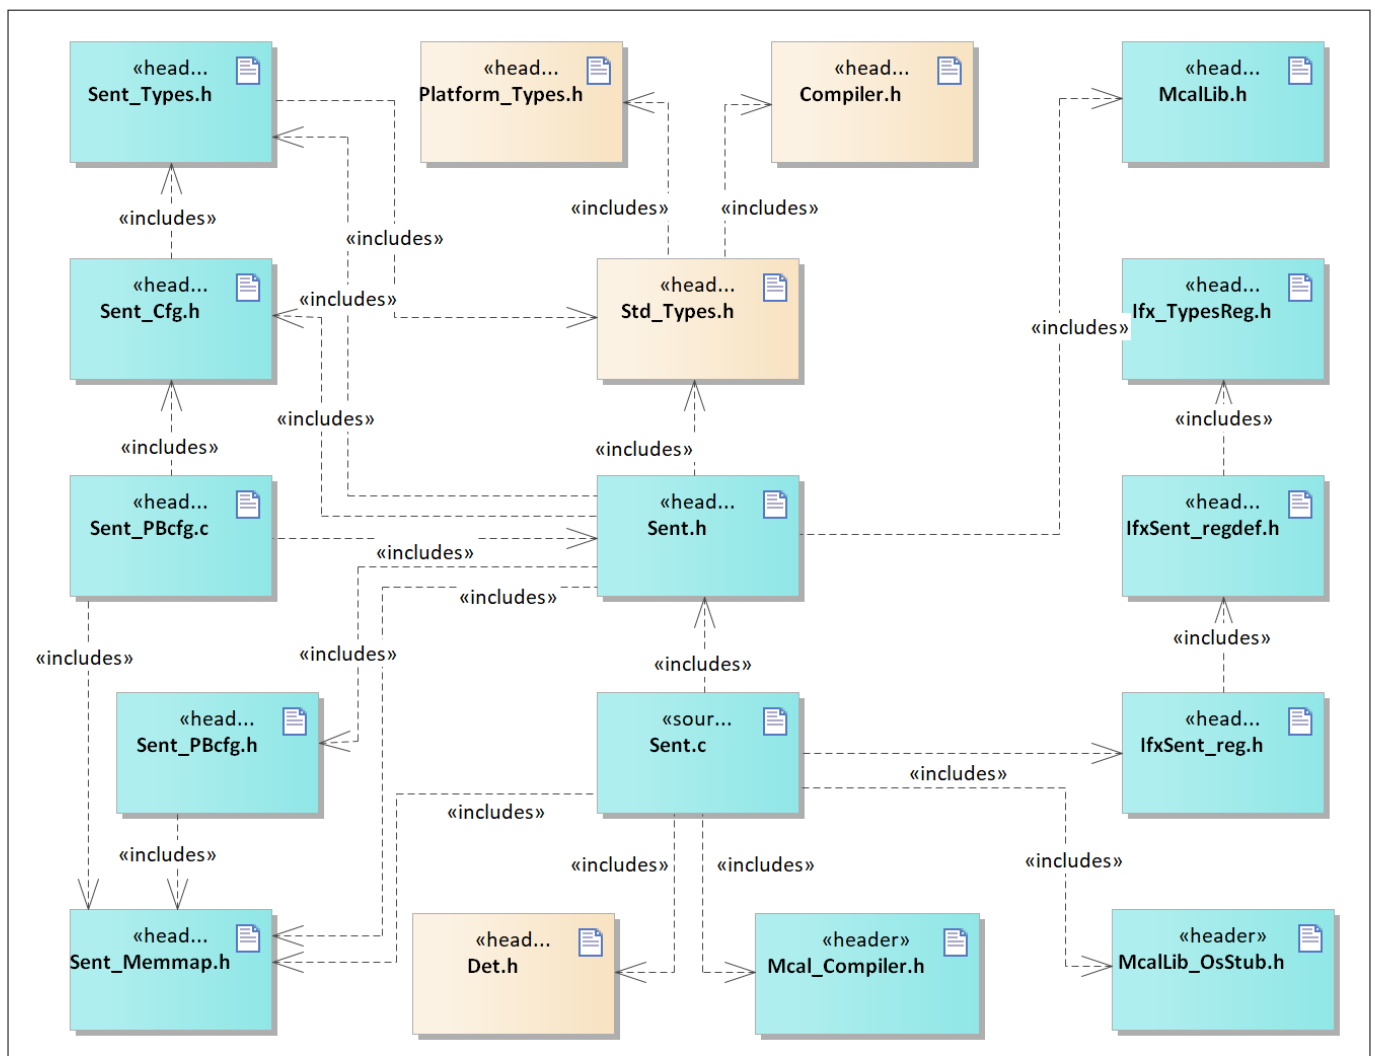 «head...
Sent_Types.h
«head...
Platform_Types.h
«head...
Compiler.h
«head...
McalLib.h
«includes»
«includes»
«includes»
«includes»
«head...
Sent_Cfg.h
«includes»
«head...
Std_Types.h
«includes»
«head...
Ifx_TypesReg.h
«includes»
«includes»
«includes»
«includes»
«head...
Sent_PBcfg.c
«head...
Sent.h
«head...
IfxSent_regdef.h
«includes»
«includes»
«includes»
«includes»
«includes»
«includes»
«head...
Sent_PBcfg.h
«sour...
Sent.c
«head...
IfxSent_reg.h
«includes»
«includes»
«includes»
«includes»
«includes»
«includes»
«head...
Sent_Memmap.h
«head...
Det.h
«header»
Mcal_Compiler.h
«header»
McalLib_OsStub.h